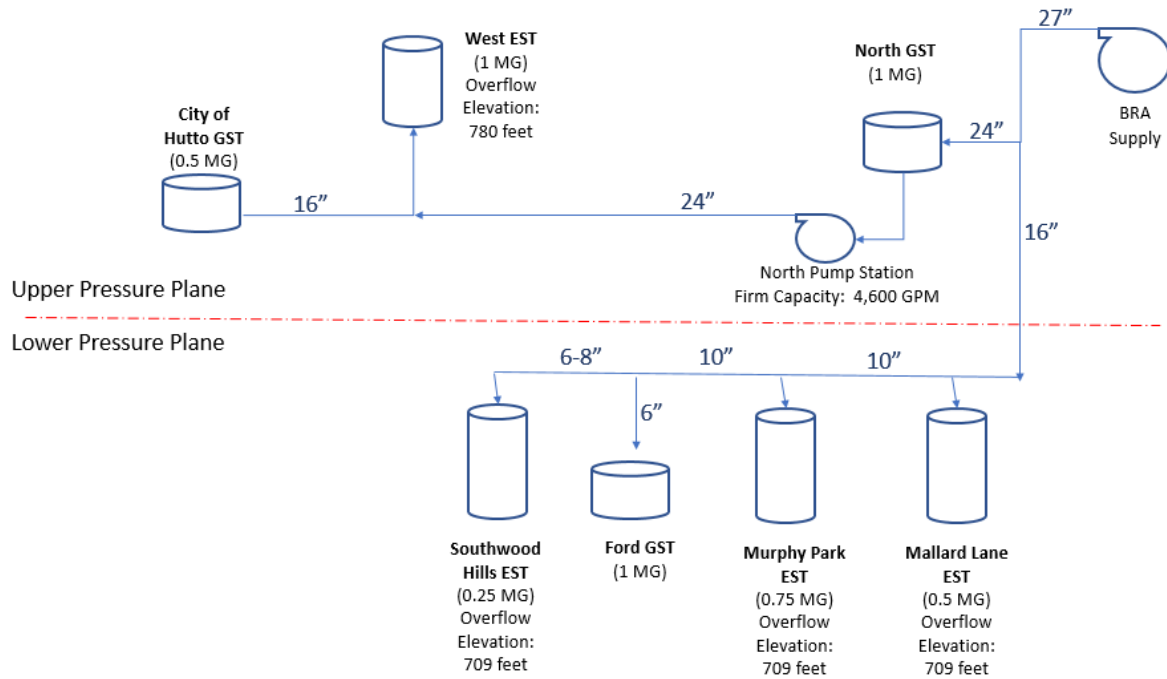 27”
West EST
(1 MG)
Overflow
Elevation:
780 feet
North GST
(1 MG)
BRA
Supply
City of
Hutto GST
(0.5 MG)
24”
16”
24”
16”
North Pump Station
Firm Capacity: 4,600 GPM
Upper Pressure Plane
Lower Pressure Plane
6-8”
10”
10”
6”
Southwood
Hills EST
(0.25 MG)
Overflow
Elevation:
709 feet
Ford GST
(1 MG)
Murphy Park
EST
(0.75 MG)
Overflow
Elevation:
709 feet
Mallard Lane
EST
(0.5 MG)
Overflow
Elevation:
709 feet